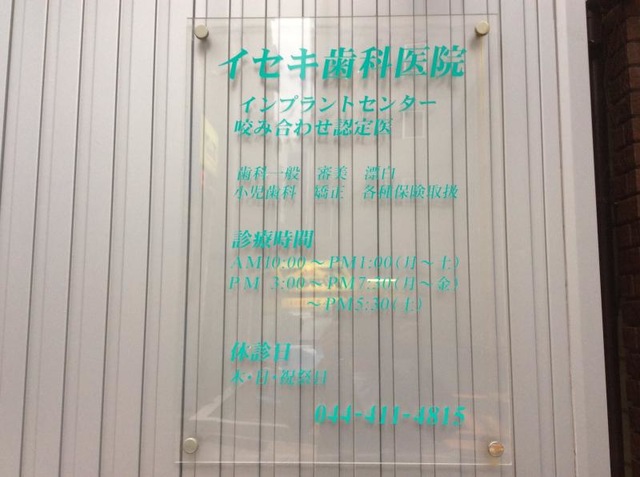 イセキ歯科医院
インプラントセンター
咬み合わせ認定医
歯科一般 審美 漂白
小児歯科 矯正 各種保険取扱
診療時間
AM10:00～PM1:00(月～土)
PM 3:00～PM7:30(月～金)
～PM5:30(土)
休診日
木・日・祝祭日
044-411-4815